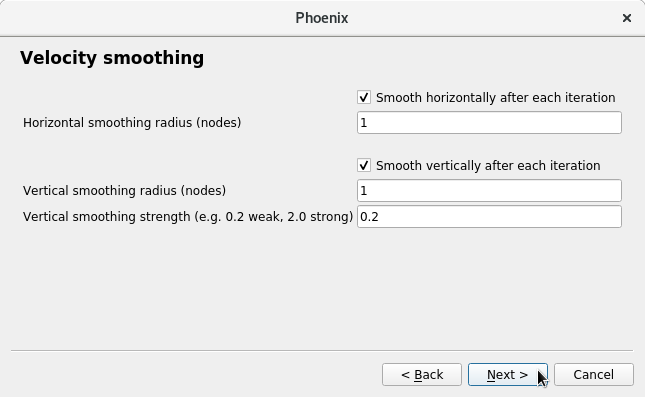 Phoenix
Velocity smoothing
Smooth horizontally after each iteration
Horizontal smoothing radius (nodes) 1
Smooth vertically after each iteration
Vertical smoothing radius (nodes) 1
Vertical smoothing strength (e.g. 0.2 weak, 2.0 strong) 0.2
< Back Next > Cancel